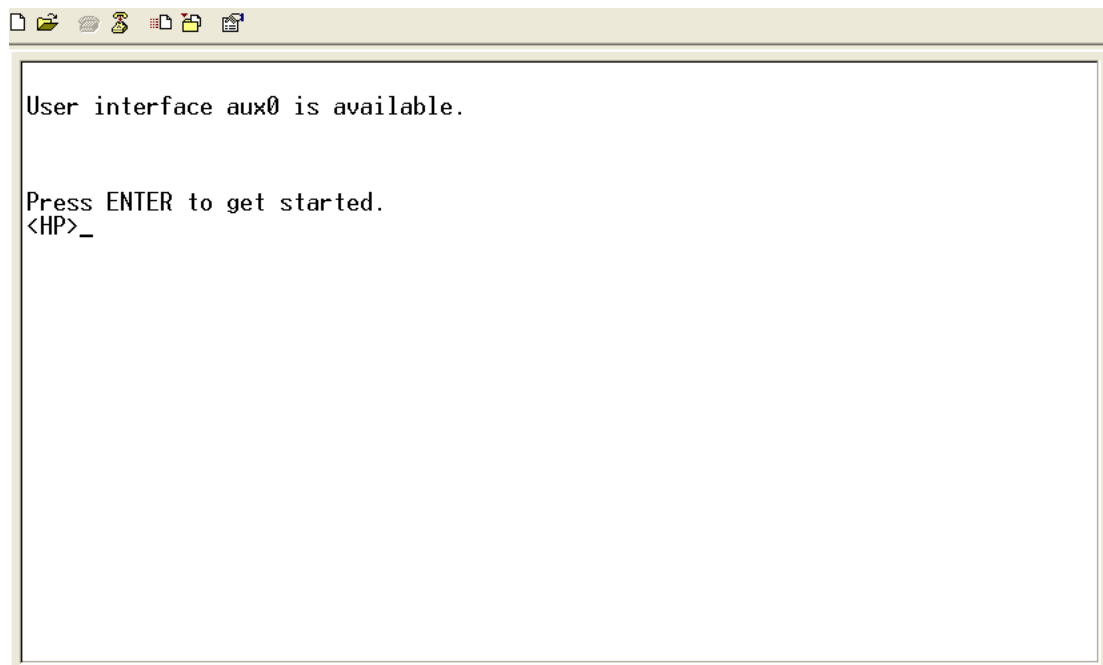 User interface aux0 is available.
Press ENTER to get started.
<HP>_